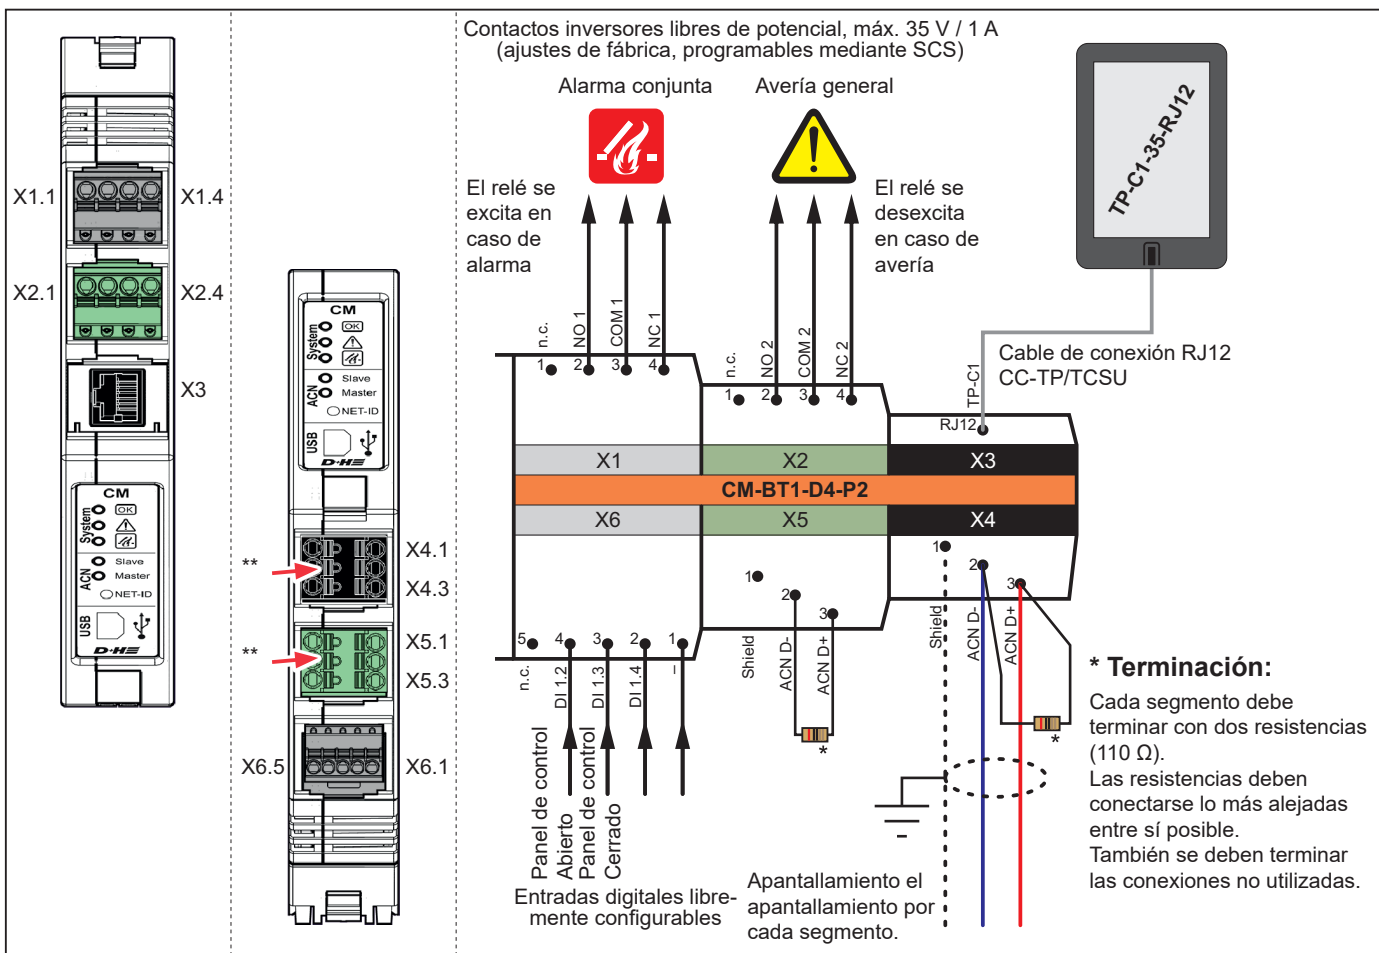 Contactos inversores libres de potencial, máx. 35 V / 1 A
(ajustes de fábrica, programables mediante SCS)
Alarma conjunta
Avería general
El relé se
excita en
caso de
alarma
El relé se
desexcita
en caso de
avería
TP-C1-35-RJ12
Cable de conexión RJ12
CC-TP/TCSU
X1.1
X1.4
X2.1
X2.4
X3
CM
System
OK
ACN
Slave
Master
NET-ID
USB
D+H
CM
System
OK
ACN
Slave
Master
NET-ID
USB
D+H
**
X4.1
X4.3
**
X5.1
X5.3
X6.5
X6.1
n.c.
NO 1
COM 1
NC 1
1
2
3
4
n.c.
NO 2
COM 2
NC 2
1
2
3
4
TP-C1
RJ12
X1
X2
X3
CM-BT1-D4-P2
X6
X5
X4
5
4
3
2
1
n.c.
DI 1.2
DI 1.3
DI 1.4
–
1
2
3
Shield
ACN D-
ACN D+
*
1
2
3
Shield
ACN D-
ACN D+
*
Panel de control
Abierto
Panel de control
Cerrado
Entradas digitales libre-
mente configurables
Apantallamiento el
apantallamiento por
cada segmento.
* Terminación:
Cada segmento debe
terminar con dos resistencias
(110 Ω).
Las resistencias deben
conectarse lo más alejadas
entre sí posible.
También se deben terminar
las conexiones no utilizadas.